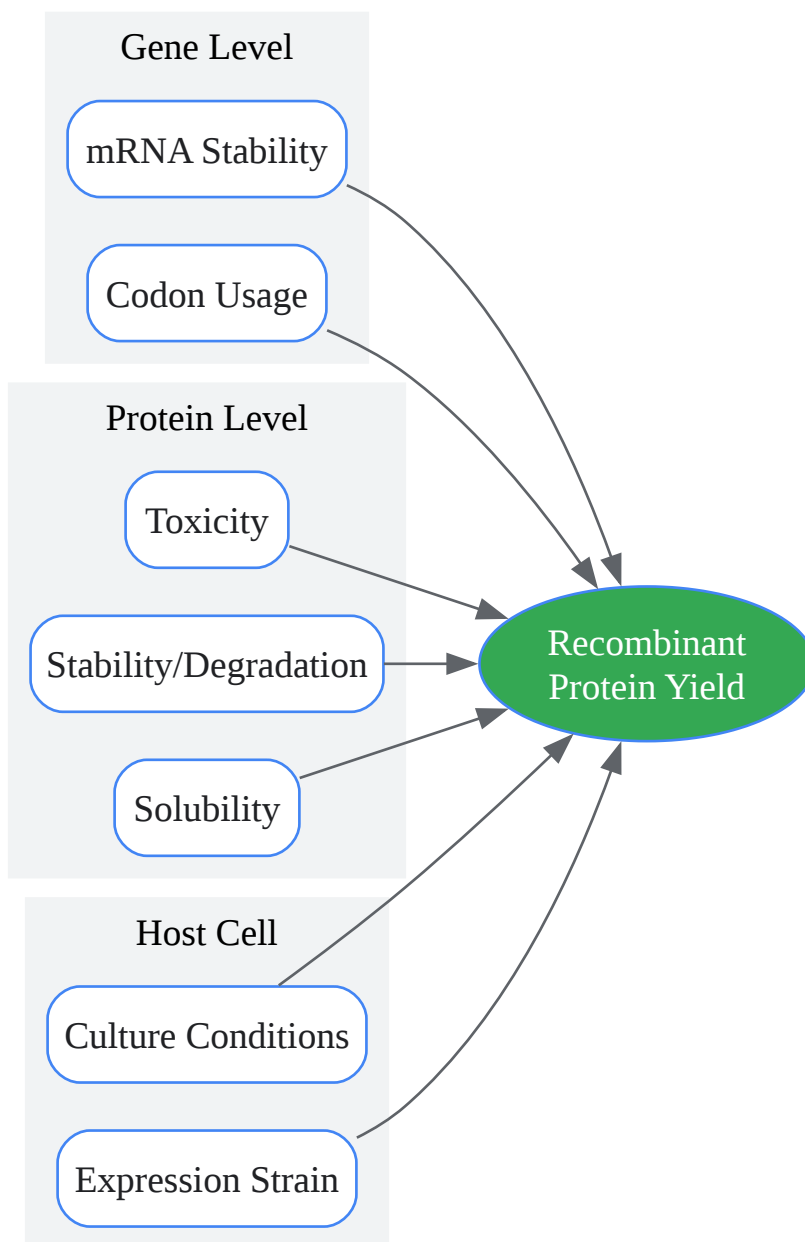 Gene Level
mRNA Stability
Codon Usage
Protein Level
Toxicity
Stability/Degradation
Solubility
Host Cell
Culture Conditions
Expression Strain
Recombinant
Protein Yield